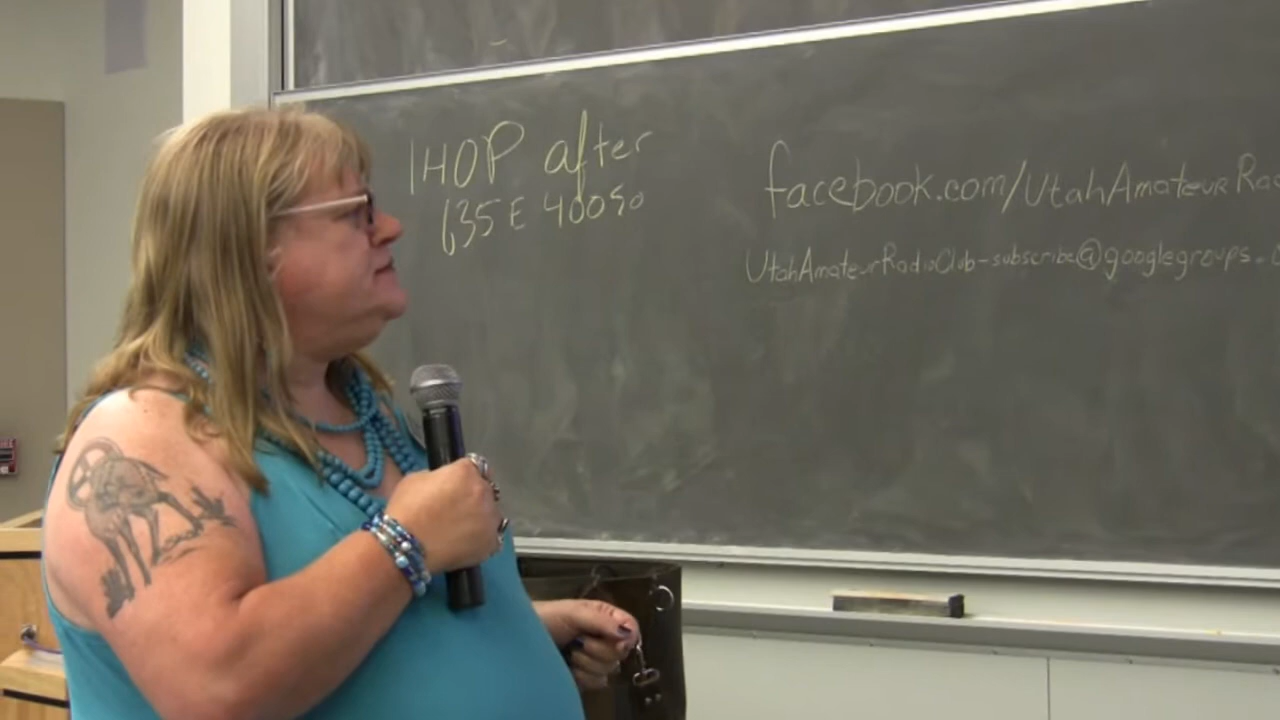 IHOP after
635 E 400 So
facebook.com/UtahAmateurRa
UtahAmateurRadioClub-subscribe@googlegroups.